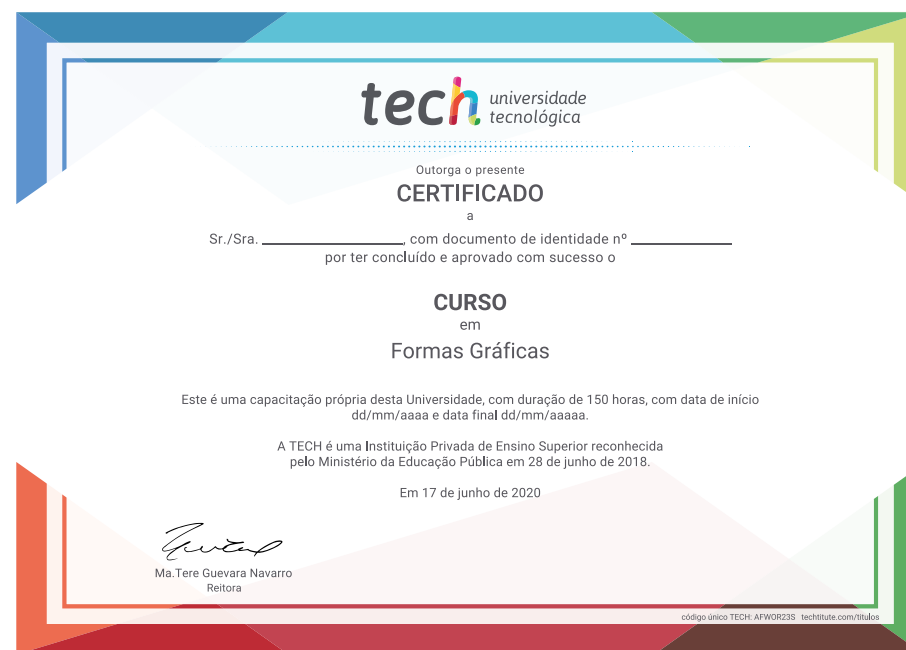 tech universidade
tecnológica
Outorga o presente
CERTIFICADO
a
Sr./Sra. ____________, com documento de identidade nº ____________
por ter concluído e aprovado com sucesso o
CURSO
em
Formas Gráficas
Este é uma capacitação própria desta Universidade, com duração de 150 horas, com data de início
dd/mm/aaaa e data final dd/mm/aaaaa.
A TECH é uma Instituição Privada de Ensino Superior reconhecida
pelo Ministério da Educação Pública em 28 de junho de 2018.
Em 17 de junho de 2020
Ma.Tere Guevara Navarro
Reitora
código único TECH: AFWOR23S techtitute.com/titulos